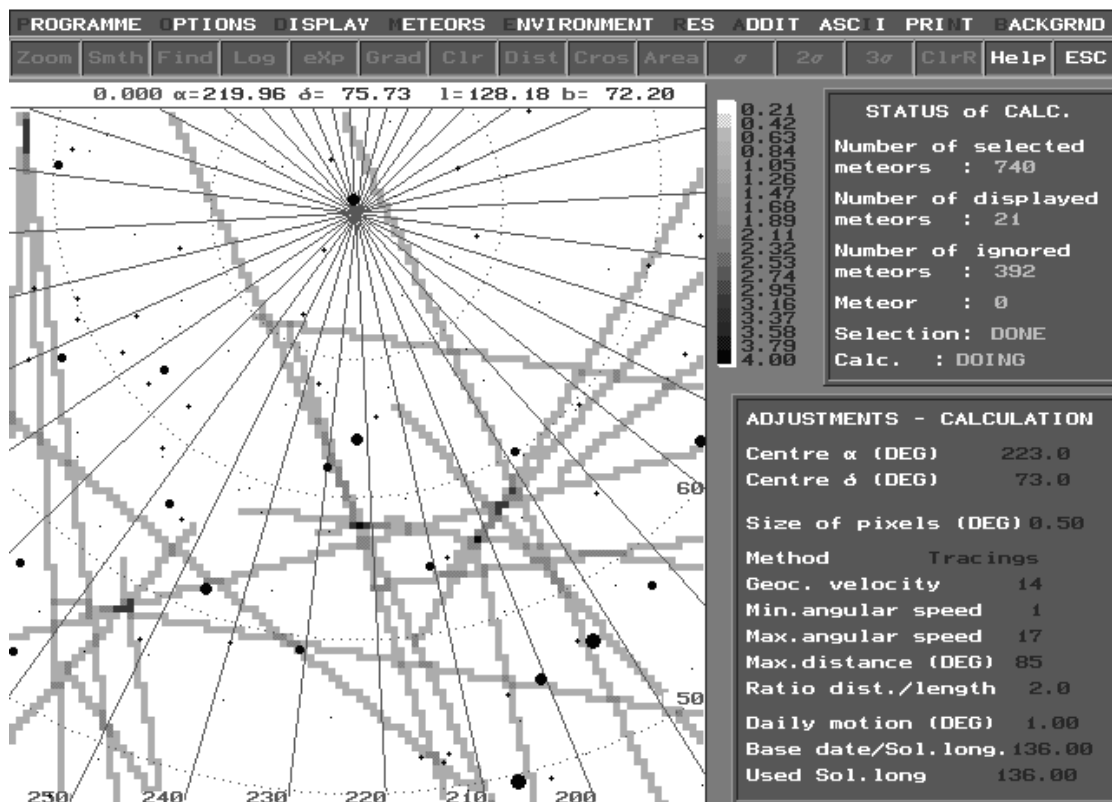 PROGRAMME OPTIONS DISPLAY METEORS ENVIRONMENT RES ADDIT ASCII PRINT BACKGRND
Zoom Smth Find Log eXp Grad Clr Dist Cros Area σ 2σ 3σ ClrR Help ESC
0.000 α=219.96 δ= 75.73 l=128.18 b= 72.20
60
50
250 240 230 220 210 200
0.21
0.42
0.63
0.84
1.05
1.26
1.47
1.68
1.89
2.11
2.32
2.53
2.74
2.95
3.16
3.37
3.58
3.79
4.00
STATUS of CALC.
Number of selected
meteors : 740
Number of displayed
meteors : 21
Number of ignored
meteors : 392
Meteor : 0
Selection: DONE
Calc. : DOING
ADJUSTMENTS - CALCULATION
Centre α (DEG) 223.0
Centre δ (DEG) 73.0
Size of pixels (DEG) 0.50
Method Tracings
Geoc. velocity 14
Min.angular speed 1
Max.angular speed 17
Max.distance (DEG) 85
Ratio dist./length 2.0
Daily motion (DEG) 1.00
Base date/Sol.long. 136.00
Used Sol.long 136.00